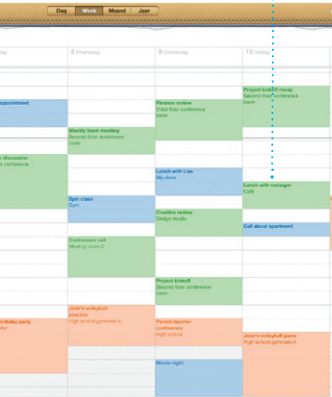 Dag Week Maand Jaar
8 Woensdag
9 Donderdag
10 Vrijdag
appointment
discussion
conference
birthday party
Weekly team meeting
Second floor conference
room
Spin class
Gym
Conference call
Meeting room D
Jane's volleyball
practice
High school gymnasium
Finance review
Third floor conference
room
Lunch with Lisa
My place
Creative review
Design studio
Project kickoff
Second floor conference
room
Parent-teacher
conference
High school
Movie night
Project kickoff recap
Second floor conference
room
Lunch with manager
Café
Call about apartment
Jane's volleyball game
High school gymnasium